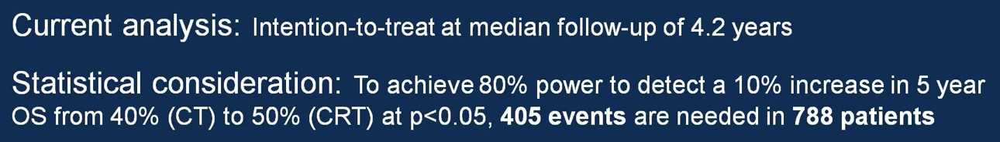 Current analysis: Intention-to-treat at median follow-up of 4.2 years
Statistical consideration: To achieve 80% power to detect a 10% increase in 5 year
OS from 40% (CT) to 50% (CRT) at p<0.05, 405 events are needed in 788 patients